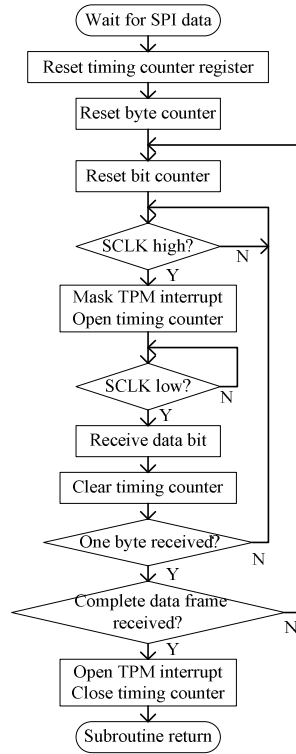 Wait for SPI data
Reset timing counter register
Reset byte counter
Reset bit counter
SCLK high?
N
Y
Mask TPM interrupt
Open timing counter
SCLK low?
N
Y
Receive data bit
Clear timing counter
One byte received?
N
Y
Complete data frame
received?
N
Y
Open TPM interrupt
Close timing counter
Subroutine return